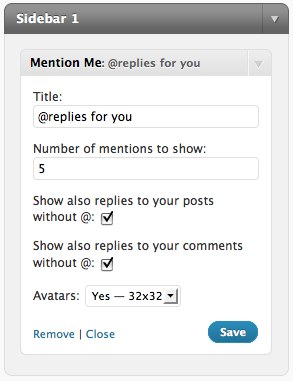 Sidebar 1
Mention Me: @replies for you
Title:
@replies for you
Number of mentions to show:
5
Show also replies to your posts
without @:
Show also replies to your comments
without @:
Avatars: Yes — 32x32
Remove | Close Save